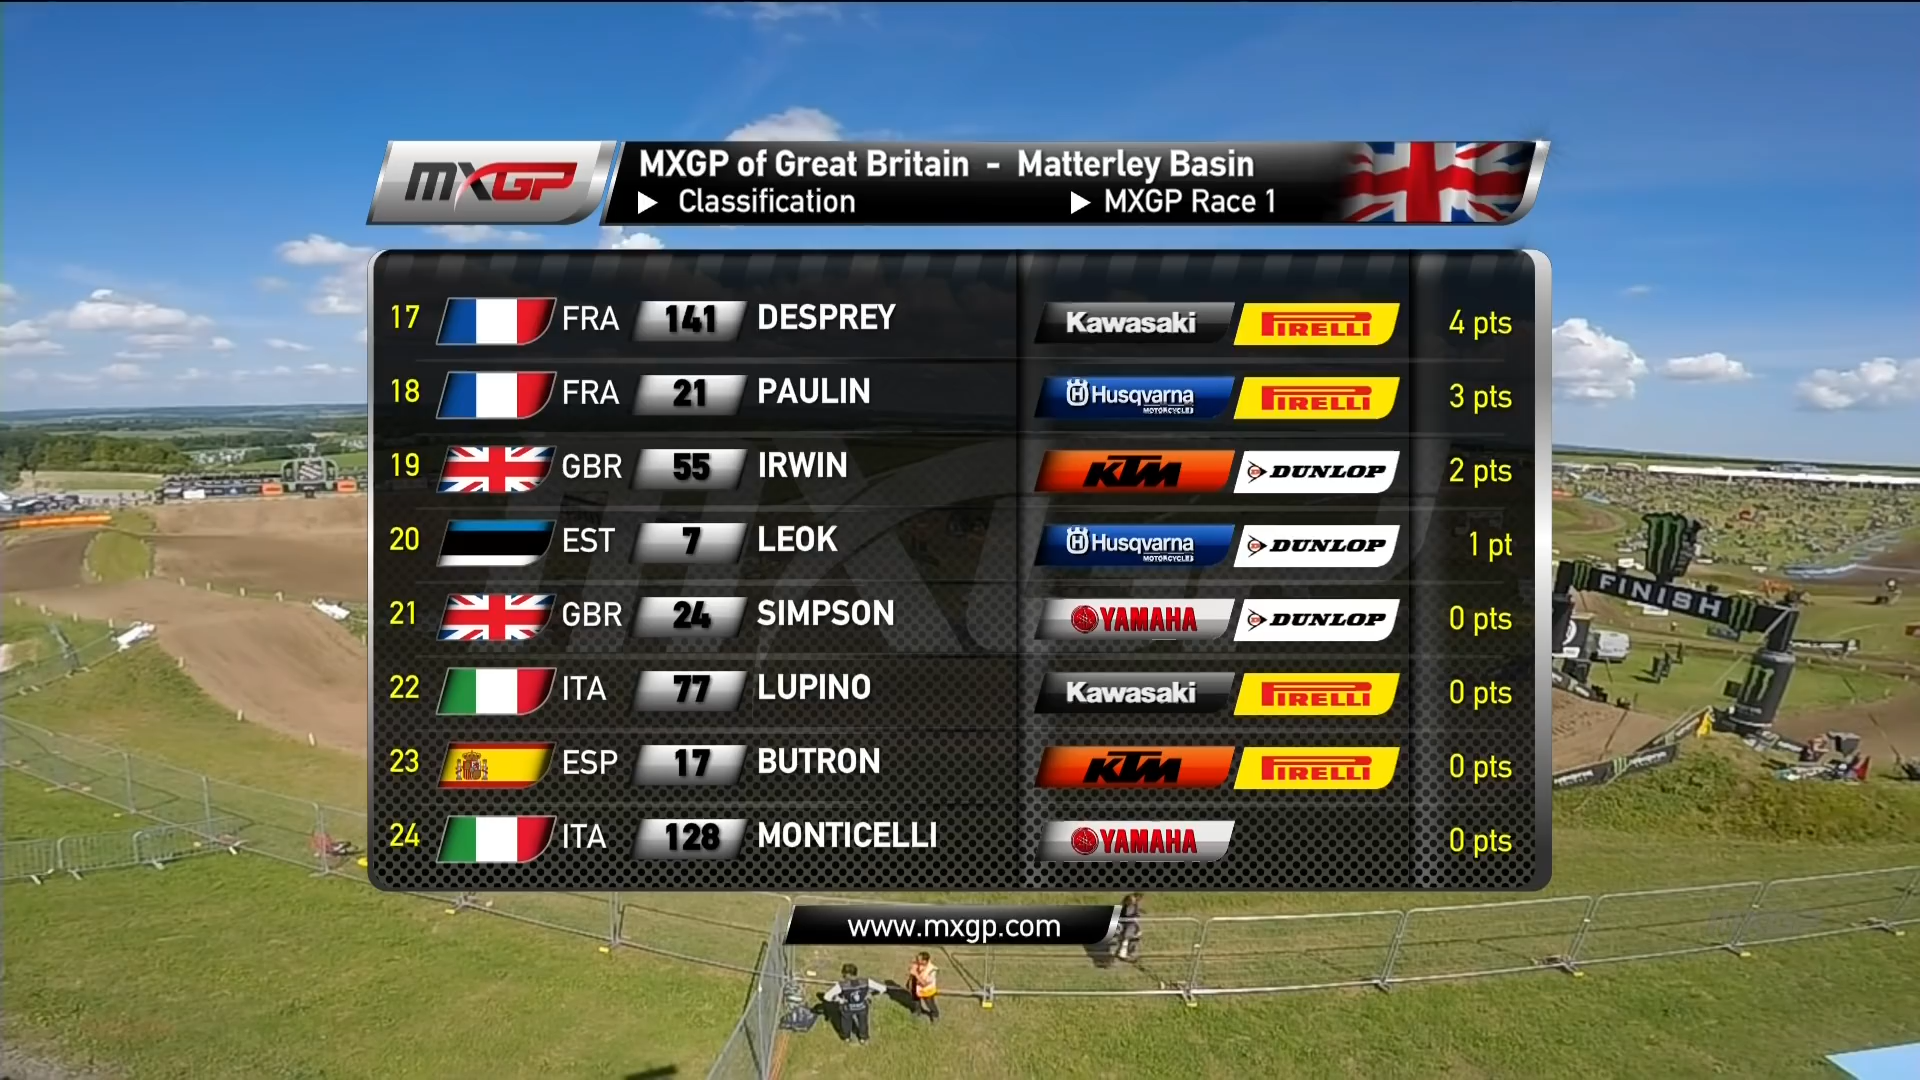 MXGP
MXGP of Great Britain - Matterley Basin
Classification MXGP Race 1
17 FRA 141 DESPREY Kawasaki PIRELLI 4 pts
18 FRA 21 PAULIN Husqvarna MOTORCYCLES PIRELLI 3 pts
19 GBR 55 IRWIN KTM DUNLOP 2 pts
20 EST 7 LEOK Husqvarna MOTORCYCLES DUNLOP 1 pt
21 GBR 24 SIMPSON YAMAHA DUNLOP 0 pts
22 ITA 77 LUPINO Kawasaki PIRELLI 0 pts
23 ESP 17 BUTRON KTM PIRELLI 0 pts
24 ITA 128 MONTICELLI YAMAHA 0 pts
www.mxgp.com
FINISH